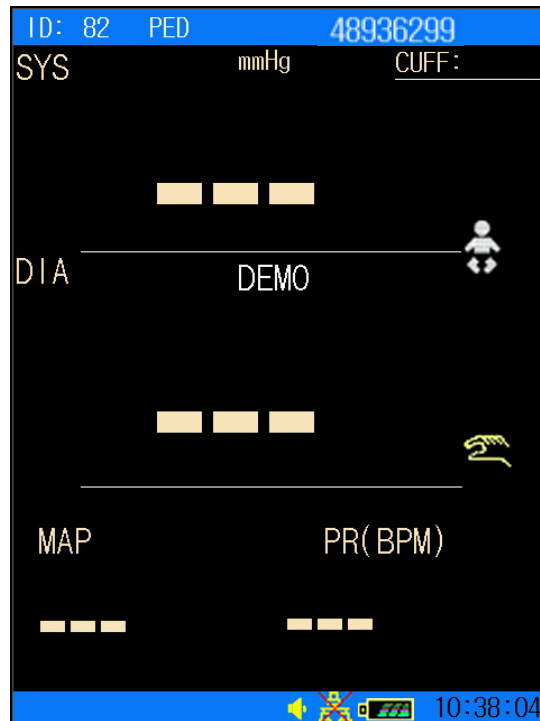 ID: 82 PED 48936299
SYS mmHg CUFF:
--- 
DIA DEMO
---
MAP PR(BPM)
--- ---
10:38:04